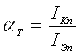 α_T = I_Кп / I_Эп